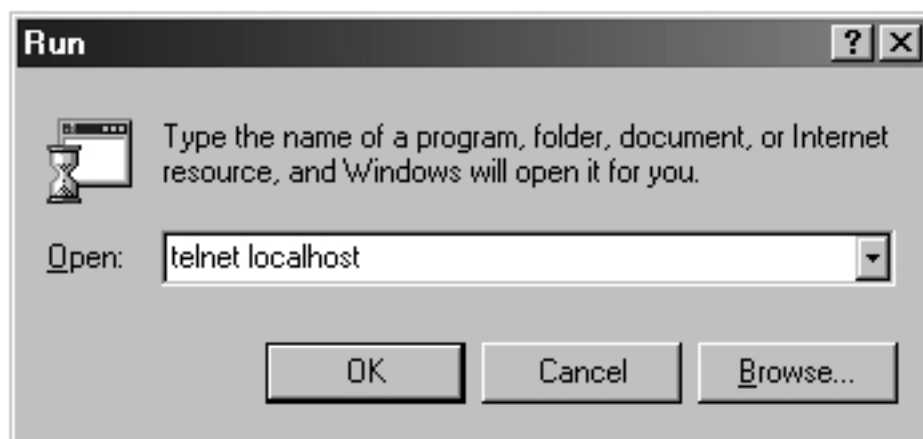 Run
Type the name of a program, folder, document, or Internet
resource, and Windows will open it for you.
Open: telnet localhost
OK Cancel Browse...